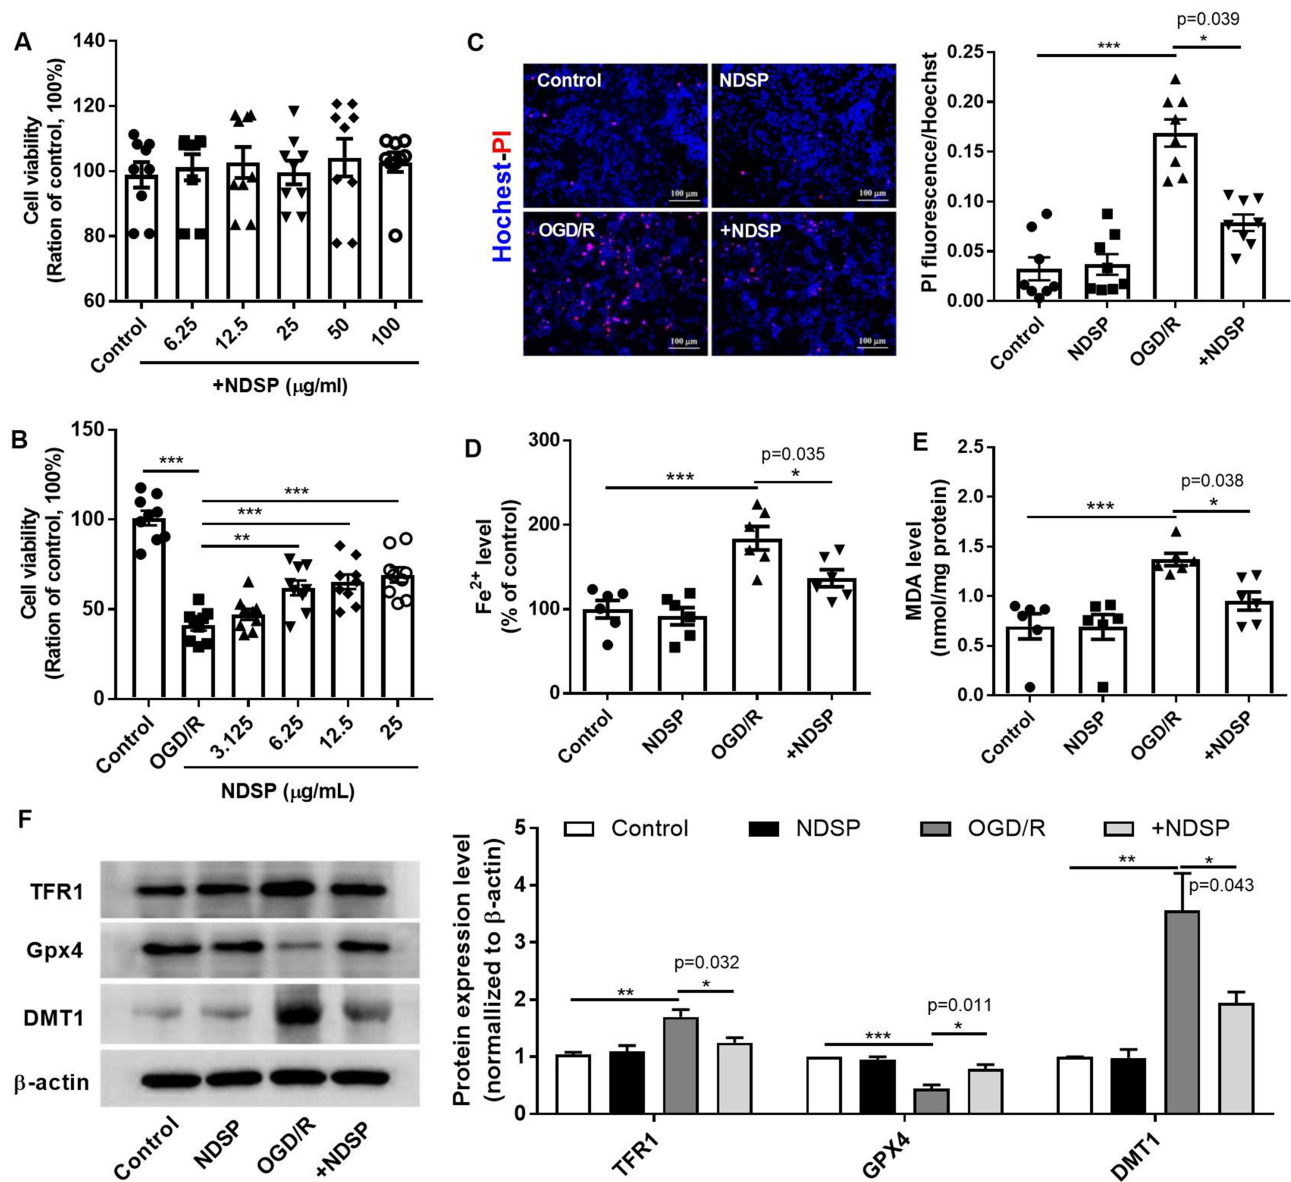 A
140
120
100
80
60
Cell viability
(Ration of control, 100%)
Control
6.25
12.5
25
50
100
+NDSP (μg/ml)
C
Hochest-PI
Control
NDSP
OGD/R
+NDSP
100 μm
100 μm
100 μm
100 μm
p=0.039
***
*
0.25
0.20
0.15
0.10
0.05
0.00
PI fluorescence/Hoechst
Control
NDSP
OGD/R
+NDSP
B
150
100
50
0
Cell viability
(Ration of control, 100%)
***
***
***
**
Control
OGD/R
3.125
6.25
12.5
25
NDSP (μg/mL)
D
300
200
100
0
Fe2+ level
(% of control)
p=0.035
***
*
Control
NDSP
OGD/R
+NDSP
E
2.5
2.0
1.5
1.0
0.5
0.0
MDA level
(nmol/mg protein)
p=0.038
***
*
Control
NDSP
OGD/R
+NDSP
F
TFR1
Gpx4
DMT1
β-actin
Control
NDSP
OGD/R
+NDSP
Control
NDSP
OGD/R
+NDSP
5
4
3
2
1
0
Protein expression level
(normallized to β-actin)
p=0.032
**
*
p=0.011
***
*
**
*
p=0.043
TFR1
GPX4
DMT1